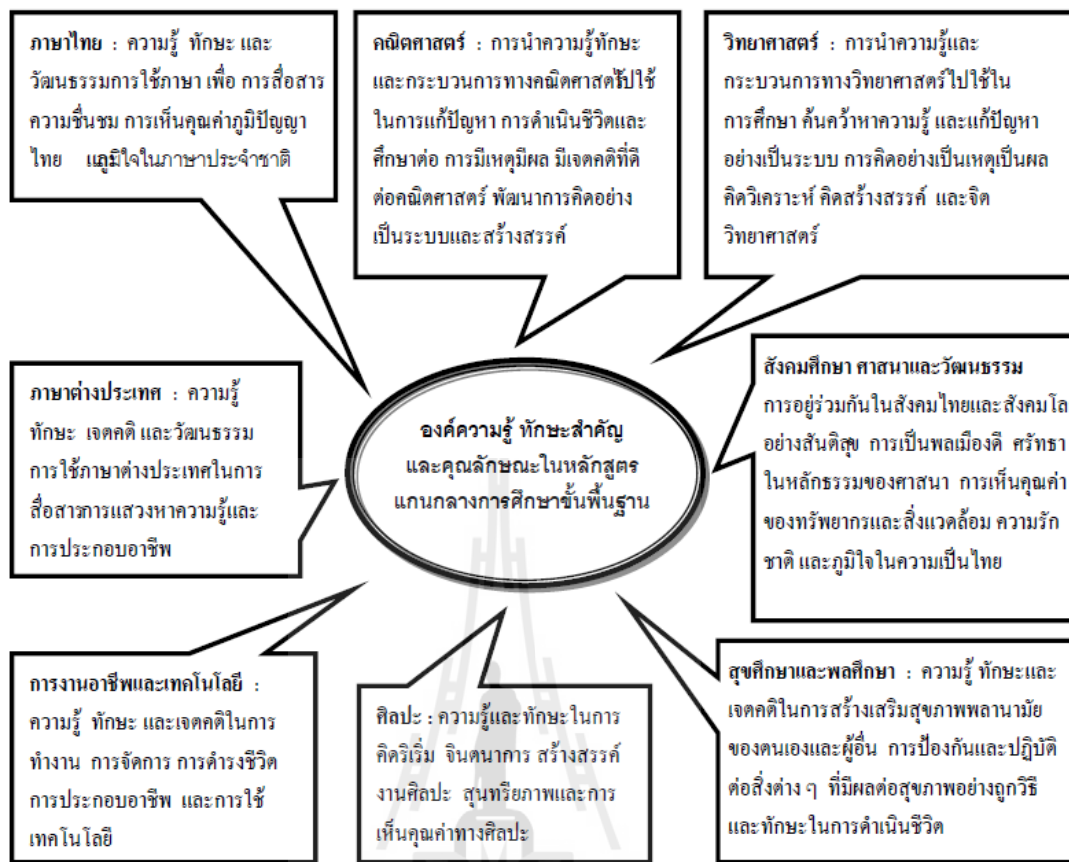 ภาษาไทย : ความรู้ ทักษะ และ
วัฒนธรรมการใช้ภาษา เพื่อ การสื่อสาร
ความชื่นชม การเห็นคุณค่าภูมิปัญญา
ไทย และภูมิใจในภาษาประจำชาติ
คณิตศาสตร์ : การนำความรู้ทักษะ
และกระบวนการทางคณิตศาสตร์ไปใช้
ในการแก้ปัญหา การดำเนินชีวิตและ
ศึกษาต่อ การมีเหตุมีผล มีเจตคติที่ดี
ต่อคณิตศาสตร์ พัฒนาการคิดอย่าง
เป็นระบบและสร้างสรรค์
วิทยาศาสตร์ : การนำความรู้และ
กระบวนการทางวิทยาศาสตร์ไปใช้ใน
การศึกษา ค้นคว้าหาความรู้ และแก้ปัญหา
อย่างเป็นระบบ การคิดอย่างเป็นเหตุเป็นผล
คิดวิเคราะห์ คิดสร้างสรรค์ และจิต
วิทยาศาสตร์
ภาษาต่างประเทศ : ความรู้
ทักษะ เจตคติ และวัฒนธรรม
การใช้ภาษาต่างประเทศในการ
สื่อสารการแสวงหาความรู้และ
การประกอบอาชีพ
องค์ความรู้ ทักษะสำคัญ
และคุณลักษณะในหลักสูตร
แกนกลางการศึกษาขั้นพื้นฐาน
สังคมศึกษา ศาสนาและวัฒนธรรม
การอยู่ร่วมกันในสังคมไทยและสังคมโล
อย่างสันติสุข การเป็นพลเมืองดี ศรัทธา
ในหลักธรรมของศาสนา การเห็นคุณค่า
ของทรัพยากรและสิ่งแวดล้อม ความรัก
ชาติ และภูมิใจในความเป็นไทย
การงานอาชีพและเทคโนโลยี :
ความรู้ ทักษะ และเจตคติในการ
ทำงาน การจัดการ การดำรงชีวิต
การประกอบอาชีพ และการใช้
เทคโนโลยี
ศิลปะ : ความรู้และทักษะในการ
คิดริเริ่ม จินตนาการ สร้างสรรค์
งานศิลปะ สุนทรียภาพและการ
เห็นคุณค่าทางศิลปะ
สุขศึกษาและพลศึกษา : ความรู้ ทักษะและ
เจตคติในการสร้างเสริมสุขภาพพลานามัย
ของตนเองและผู้อื่น การป้องกันและปฏิบัติ
ต่อสิ่งต่าง ๆ ที่มีผลต่อสุขภาพอย่างถูกวิธี
และทักษะในการดำเนินชีวิต